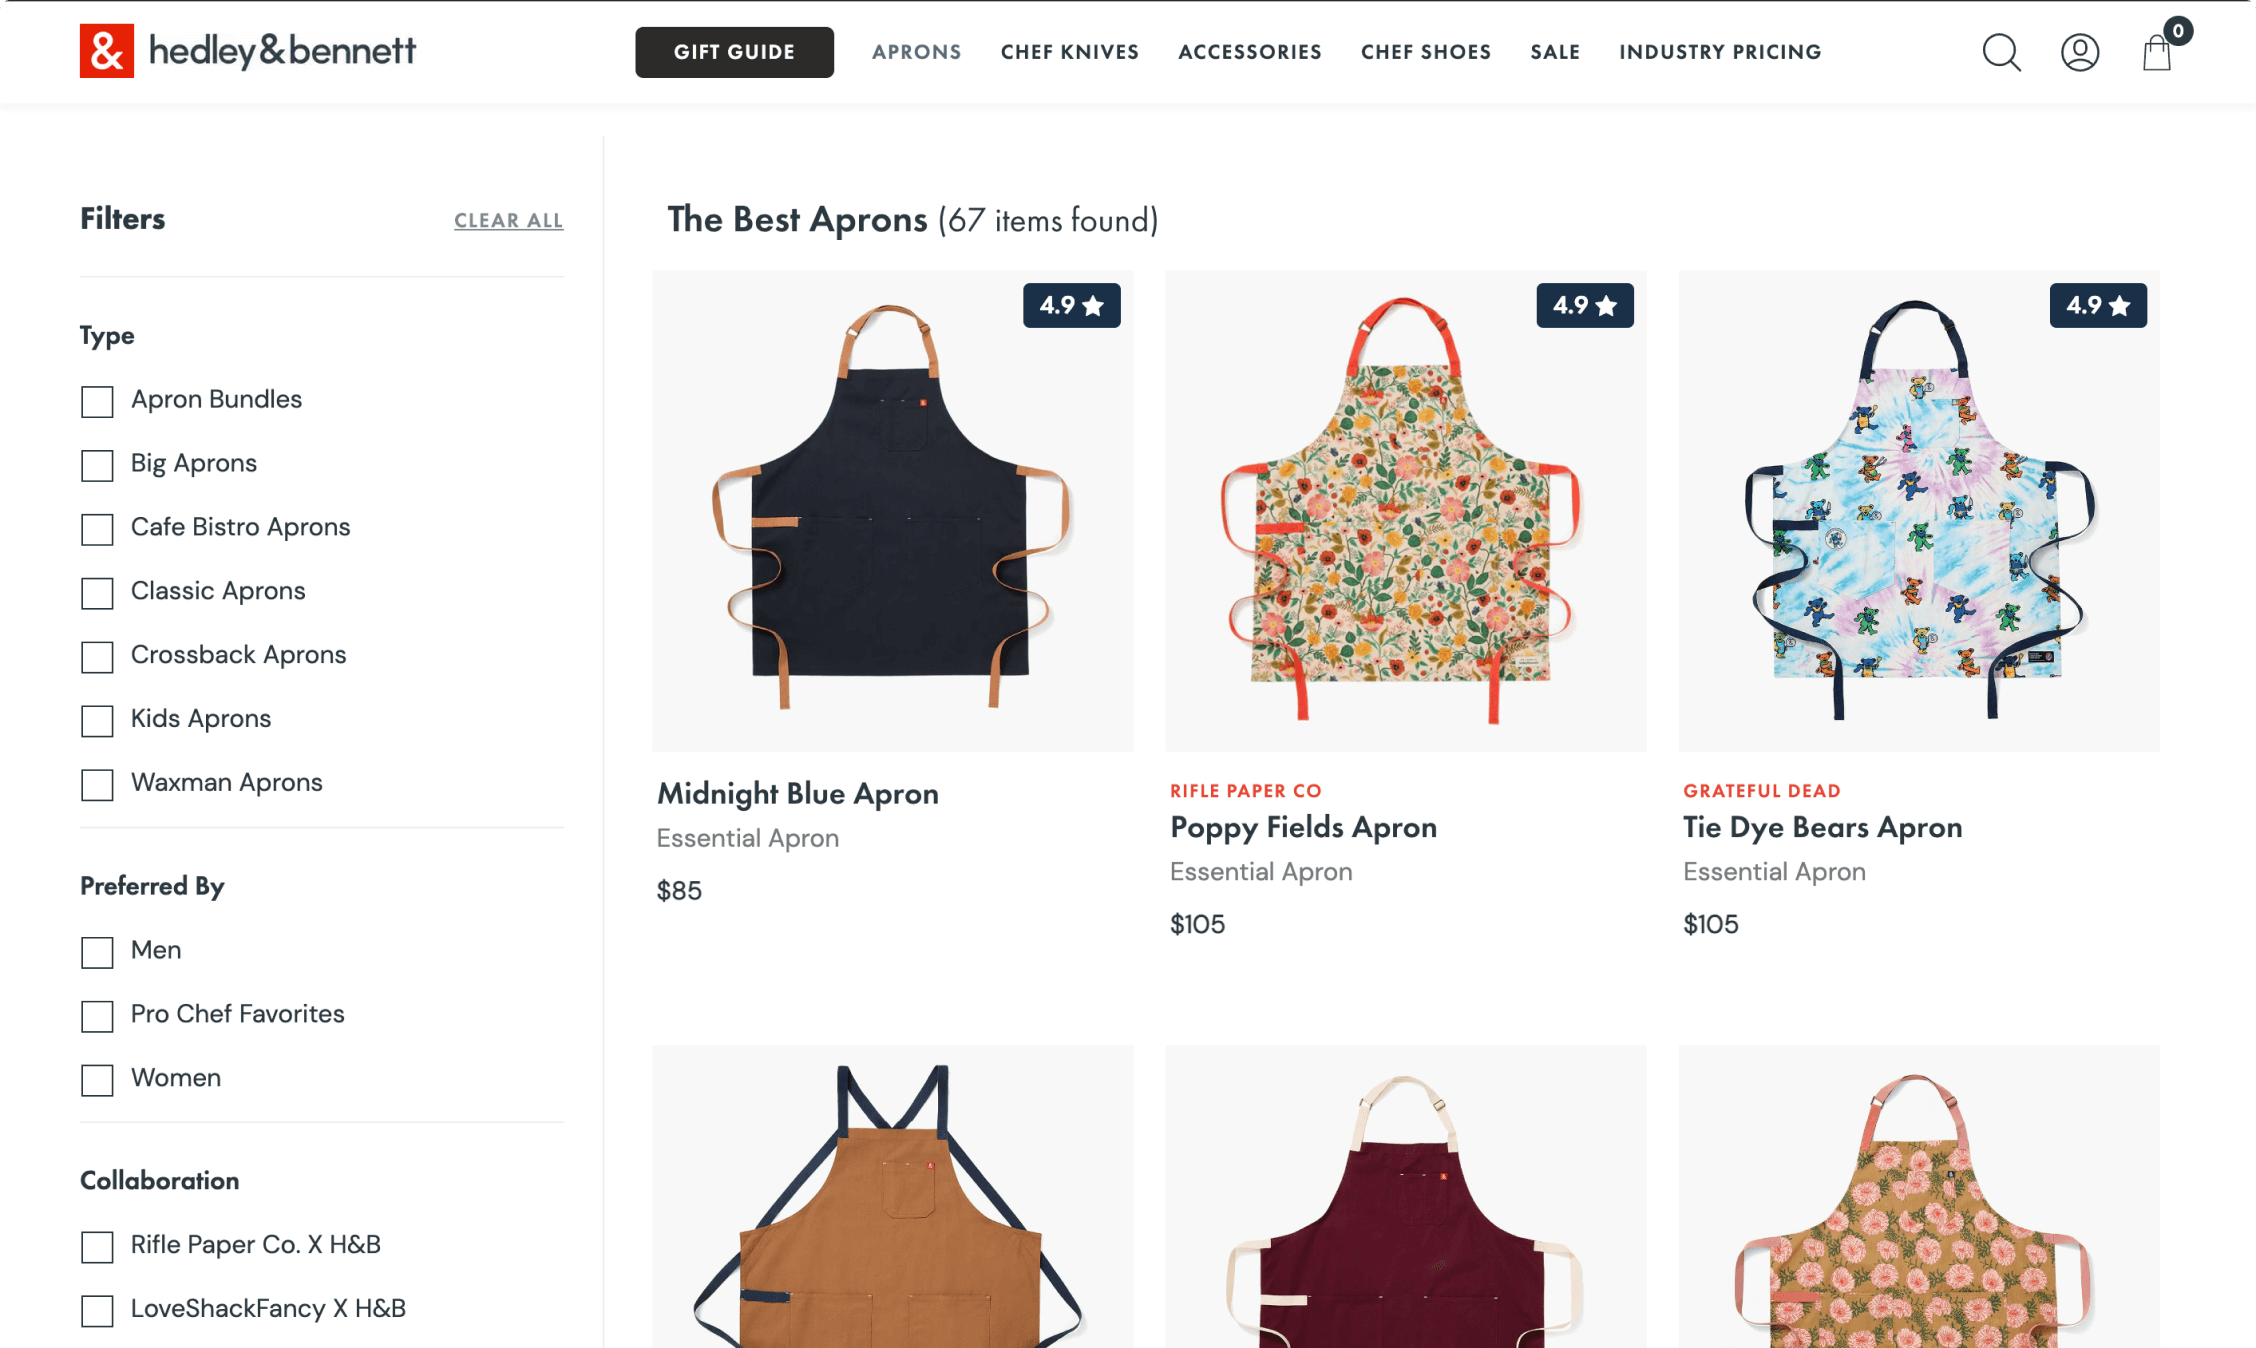 & hedley&bennett
GIFT GUIDE
APRONS
CHEF KNIVES
ACCESSORIES
CHEF SHOES
SALE
INDUSTRY PRICING
0
Filters
CLEAR ALL
Type
Apron Bundles
Big Aprons
Cafe Bistro Aprons
Classic Aprons
Crossback Aprons
Kids Aprons
Waxman Aprons
Preferred By
Men
Pro Chef Favorites
Women
Collaboration
Rifle Paper Co. X H&B
LoveShackFancy X H&B
The Best Aprons (67 items found)
4.9
Midnight Blue Apron
Essential Apron
$85
4.9
RIFLE PAPER CO
Poppy Fields Apron
Essential Apron
$105
4.9
GRATEFUL DEAD
Tie Dye Bears Apron
Essential Apron
$105